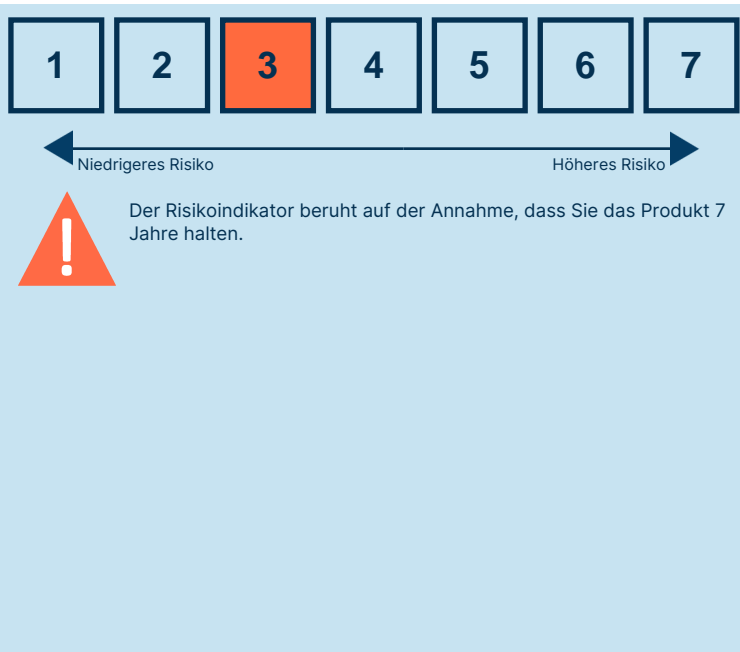 1 2 3 4 5 6 7
Niedrigeres Risiko Höheres Risiko
Der Risikoindikator beruht auf der Annahme, dass Sie das Produkt 7
Jahre halten.
!